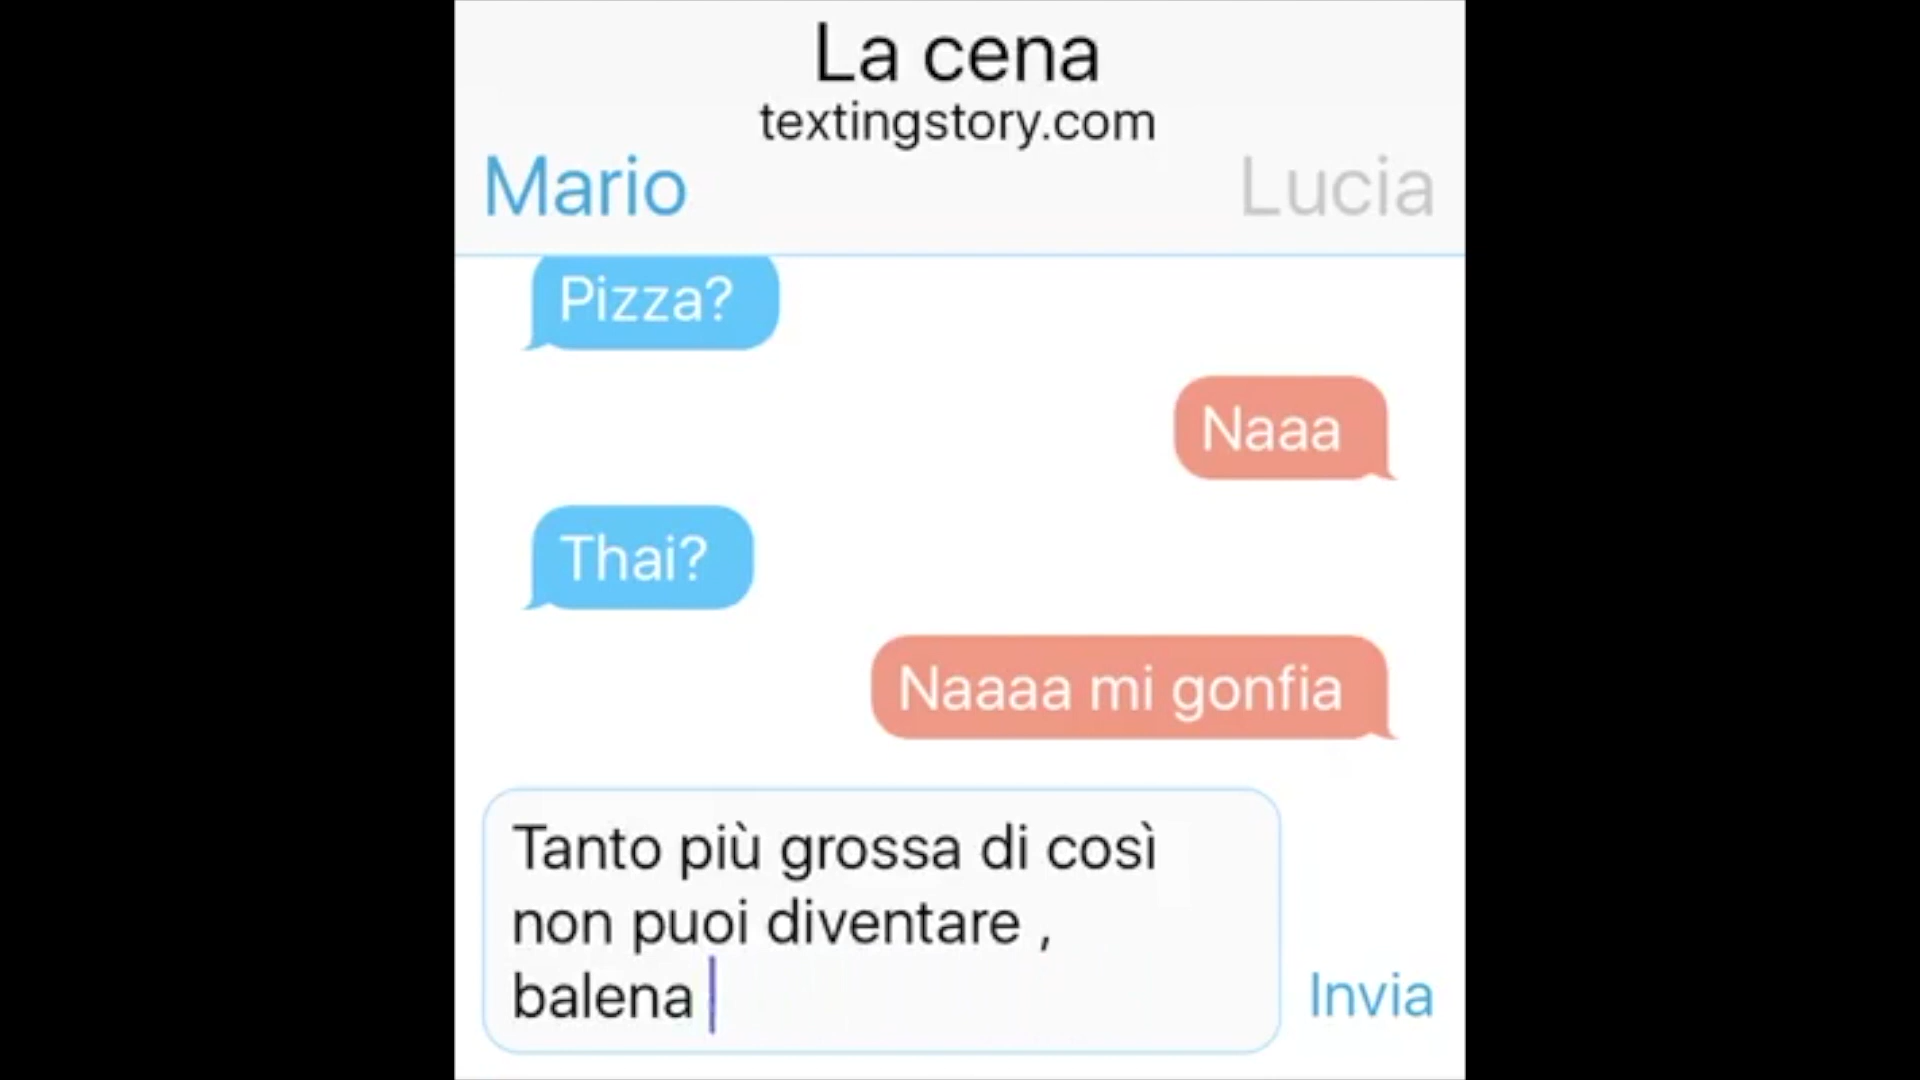 La cena
textingstory.com
Mario
Lucia
Pizza?
Naaa
Thai?
Naaaa mi gonfia
Tanto più grossa di così
non puoi diventare ,
balena
Invia